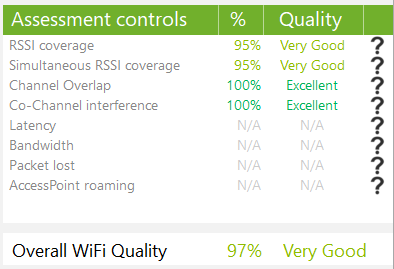 Assessment controls % Quality
RSSI coverage 95% Very Good ?
Simultaneous RSSI coverage 95% Very Good ?
Channel Overlap 100% Excellent ?
Co-Channel interference 100% Excellent ?
Latency N/A N/A ?
Bandwidth N/A N/A ?
Packet lost N/A N/A ?
AccessPoint roaming N/A N/A ?
Overall WiFi Quality 97% Very Good